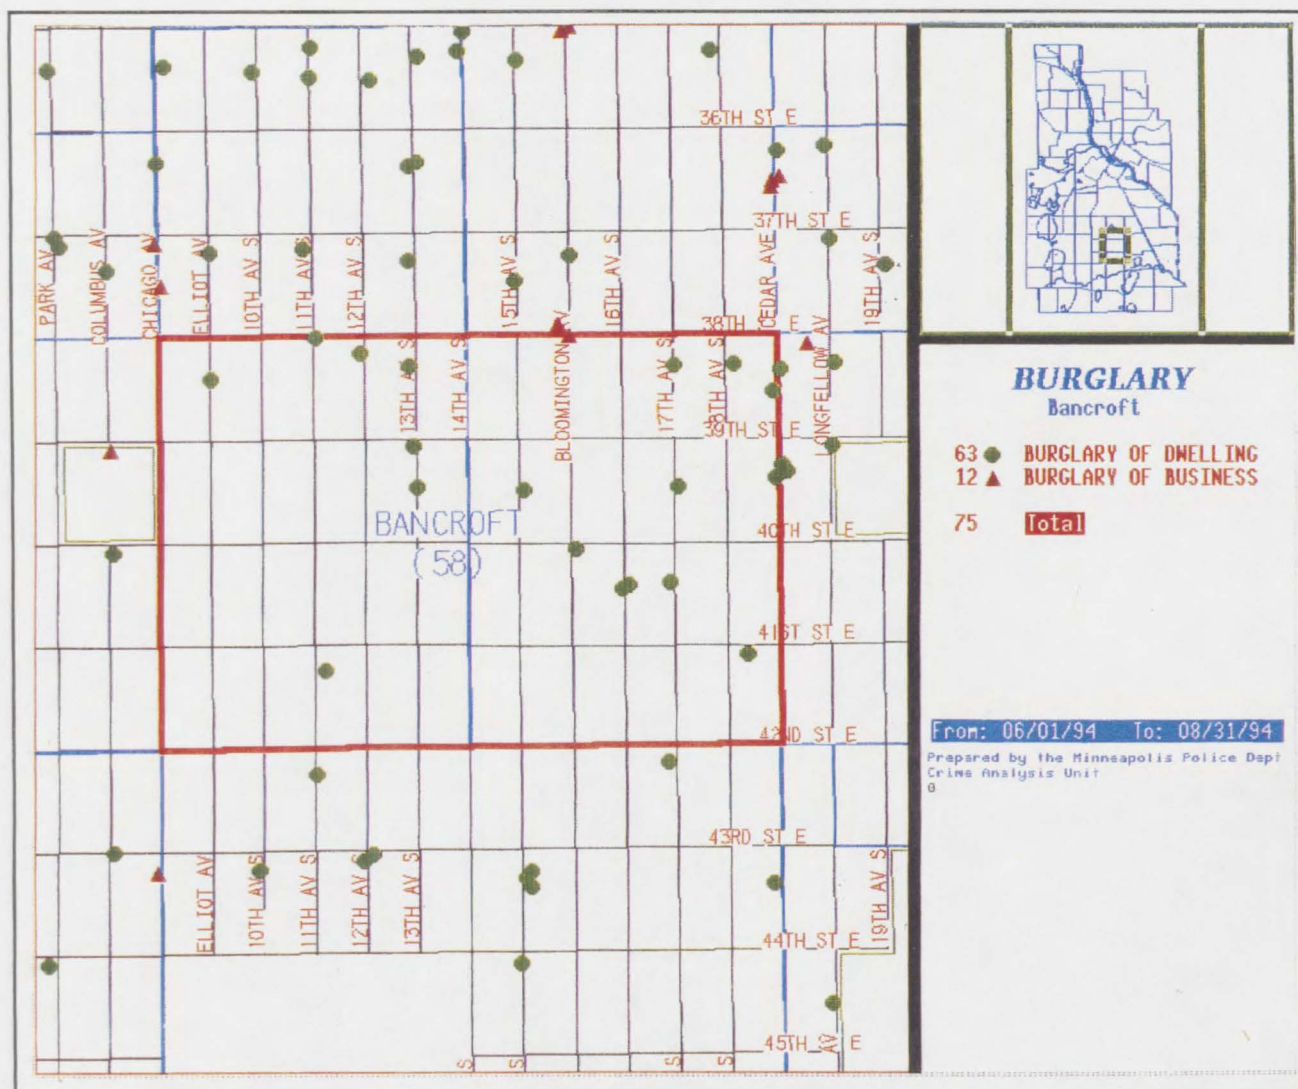 36TH ST E
37TH ST E
PARK AV
COLUMBUS AV
CHICAGO AV
ELLIOT AV
10TH AV S
11TH AV S
12TH AV S
15TH AV S
16TH AV S
CEDAR AVE
19TH AV S
38TH E
13TH AV S
14TH AV S
BLOOMINGTON AV
17TH AV S
18TH AV S
LONGFELLOW AV
39TH ST E
BANCROFT
(58)
40TH ST E
41ST ST E
42ND ST E
43RD ST E
ELLIOT AV
10TH AV S
11TH AV S
12TH AV S
13TH AV S
19TH AV S
44TH ST E
45TH AV E
S
S
S
S
BURGLARY
Bancroft
63 BURGLARY OF DWELLING
12 BURGLARY OF BUSINESS
75 Total
From: 06/01/94 To: 08/31/94
Prepared by the Minneapolis Police Dept
Crime Analysis Unit
0